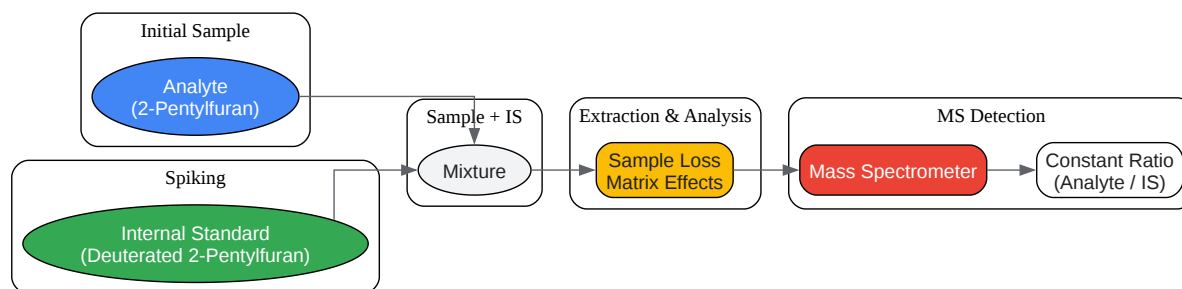 Initial Sample
Analyte
(2-Pentylfuran)
Spiking
Internal Standard
(Deuterated 2-Pentylfuran)
Sample + IS
Mixture
Extraction & Analysis
Sample Loss
Matrix Effects
MS Detection
Mass Spectrometer
Constant Ratio
(Analyte / IS)